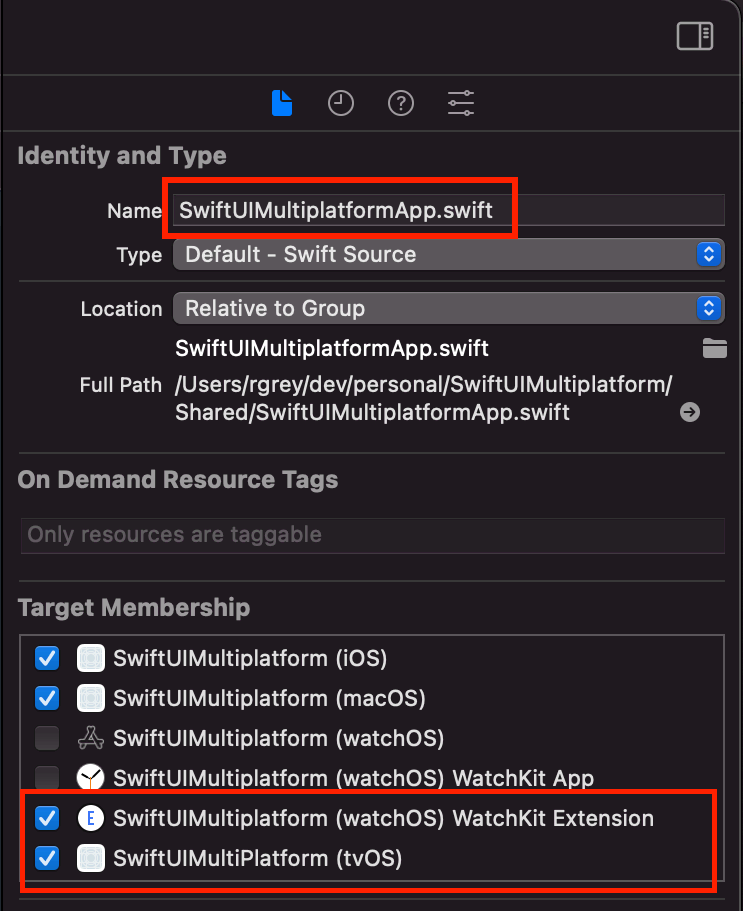 Identity and Type
Name SwiftUIMultiplatformApp.swift
Type Default - Swift Source
Location Relative to Group
SwiftUIMultiplatformApp.swift
Full Path /Users/rgrey/dev/personal/SwiftUIMultiplatform/
Shared/SwiftUIMultiplatformApp.swift
On Demand Resource Tags
Only resources are taggable
Target Membership
SwiftUIMultiplatform (iOS)
SwiftUIMultiplatform (macOS)
SwiftUIMultiplatform (watchOS)
SwiftUIMultiplatform (watchOS) WatchKit App
E SwiftUIMultiplatform (watchOS) WatchKit Extension
SwiftUIMultiPlatform (tvOS)